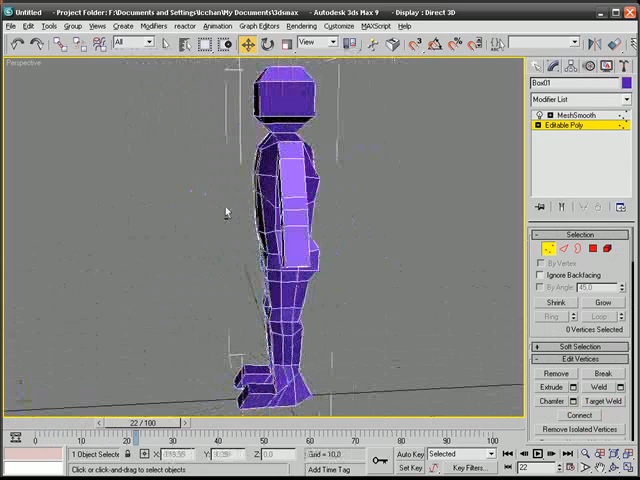 Untitled - Project Folder: F:\Documents and Settings\lcchan\My Documents\3dsmax - Autodesk 3ds Max 9 - Display : Direct 3D
File Edit Tools Group Views Create Modifiers reactor Animation Graph Editors Rendering Customize MAXScript Help
All View
Perspective
Box01
Modifier List
MeshSmooth
Editable Poly
Selection
By Vertex
Ignore Backfacing
By Angle: 45,0
Shrink Grow
Ring Loop
0 Vertices Selected
Soft Selection
Edit Vertices
Remove Break
Extrude Weld
Chamfer Target Weld
Connect
Remove Isolated Vertices
22 / 100
0 10 20 30 40 50 60 70 80 90 100
1 Object Selecte X Y Z 0,0 Grid = 10,0 Auto Key Selected
Click or click-and-drag to select objects Add Time Tag Set Key Key Filters... 22